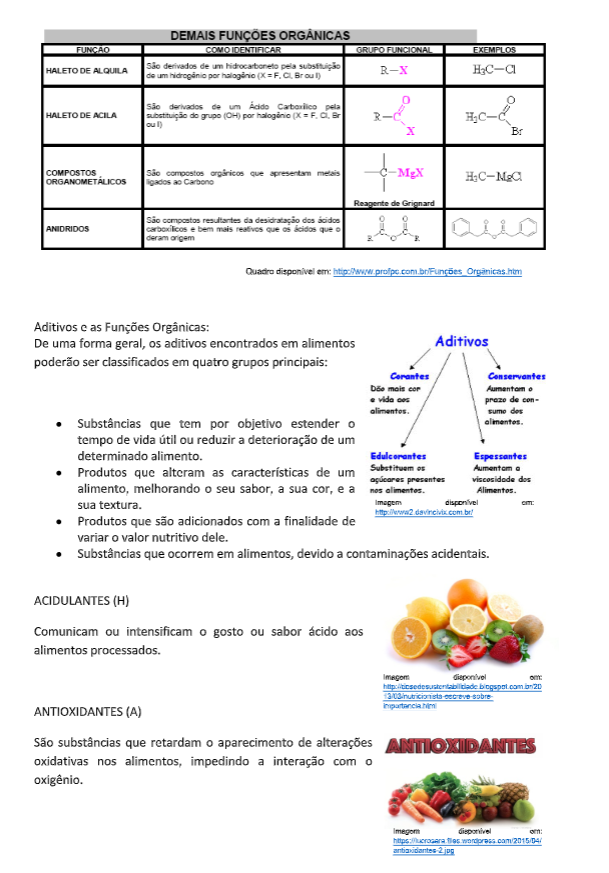 DEMAIS FUNÇÕES ORGÂNICAS
FUNÇÃO COMO IDENTIFICAR GRUPO FUNCIONAL EXEMPLOS
HALETO DE ALQUILA
São derivados de um hidrocarboneto pela substituição
de um hidrogênio por halogênio (X = F, Cl, Br ou I)
R—X
H₃C—Cl
HALETO DE ACILA
São derivados de um Ácido Carboxílico pela
substituição do grupo (OH) por halogênio (X = F, Cl, Br
ou I)
O
R—C
X
O
H₃C—C
Br
COMPOSTOS
ORGANOMETÁLICOS
São compostos orgânicos que apresentam metais
ligados ao Carbono
—C—MgX
Reagente de Grignard
H₃C—MgCl
ANIDRIDOS
São compostos resultantes da desidratação dos ácidos
carboxílicos e bem mais reativos que os ácidos que o
deram origem
O O
R O R
O O
O
Quadro disponível em: http://www.profpc.com.br/Funções_Orgânicas.htm
Aditivos e as Funções Orgânicas:
De uma forma geral, os aditivos encontrados em alimentos
poderão ser classificados em quatro grupos principais:
• Substâncias que tem por objetivo estender o
tempo de vida útil ou reduzir a deterioração de um
determinado alimento.
• Produtos que alteram as características de um
alimento, melhorando o seu sabor, a sua cor, e a
sua textura.
• Produtos que são adicionados com a finalidade de
variar o valor nutritivo dele.
• Substâncias que ocorrem em alimentos, devido a contaminações acidentais.
Aditivos
Corantes
Dão mais cor
e vida aos
alimentos.
Conservantes
Aumentam o
prazo de con-
sumo dos
alimentos.
Edulcorantes
Substituem os
açúcares presentes
nos alimentos.
Espessantes
Aumentam a
viscosidade dos
Alimentos.
Imagem disponível em:
http://www2.davincivix.com.br/
ACIDULANTES (H)
Comunicam ou intensificam o gosto ou sabor ácido aos
alimentos processados.
Imagem disponível em:
http://ticsedesustentabilidade.blogspot.com.br/20
13/03/nutricionista-escreve-sobre-
importancia.html
ANTIOXIDANTES (A)
São substâncias que retardam o aparecimento de alterações
oxidativas nos alimentos, impedindo a interação com o
oxigênio.
ANTIOXIDANTES
Imagem disponível em:
https://lucrosara.files.wordpress.com/2015/04/
antioxidantes-2.jpg